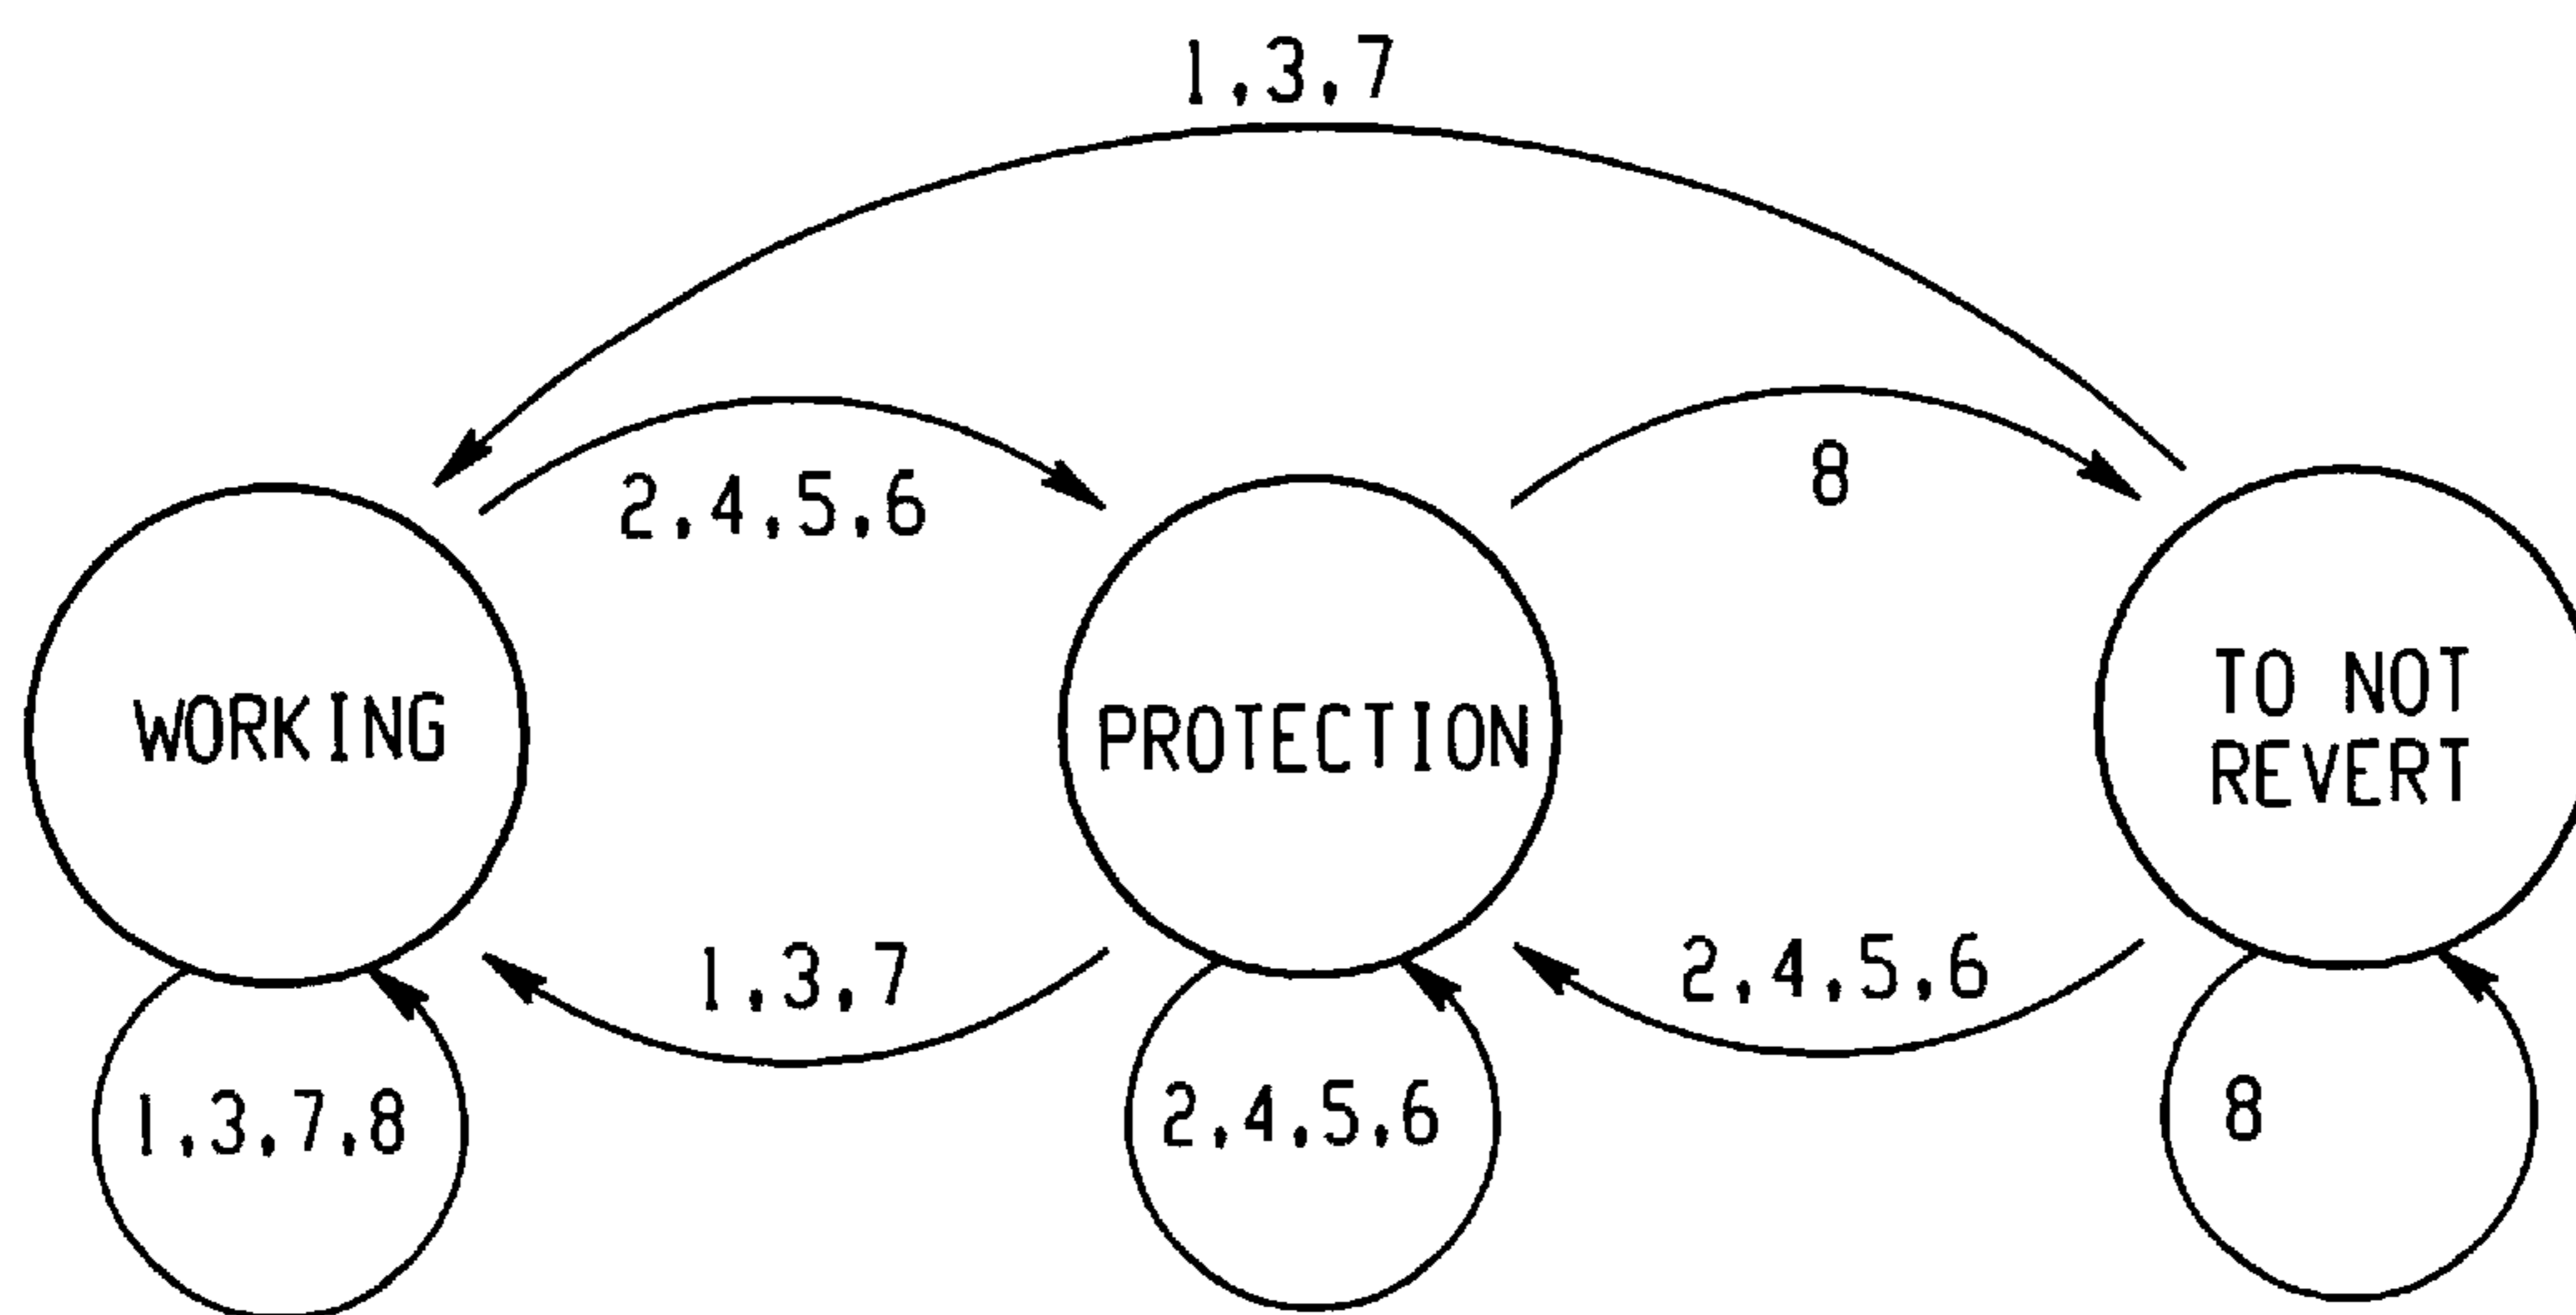 1,3,7
2,4,5,6
8
WORKING
PROTECTION
TO NOT
REVERT
1,3,7
2,4,5,6
1,3,7,8
2,4,5,6
8